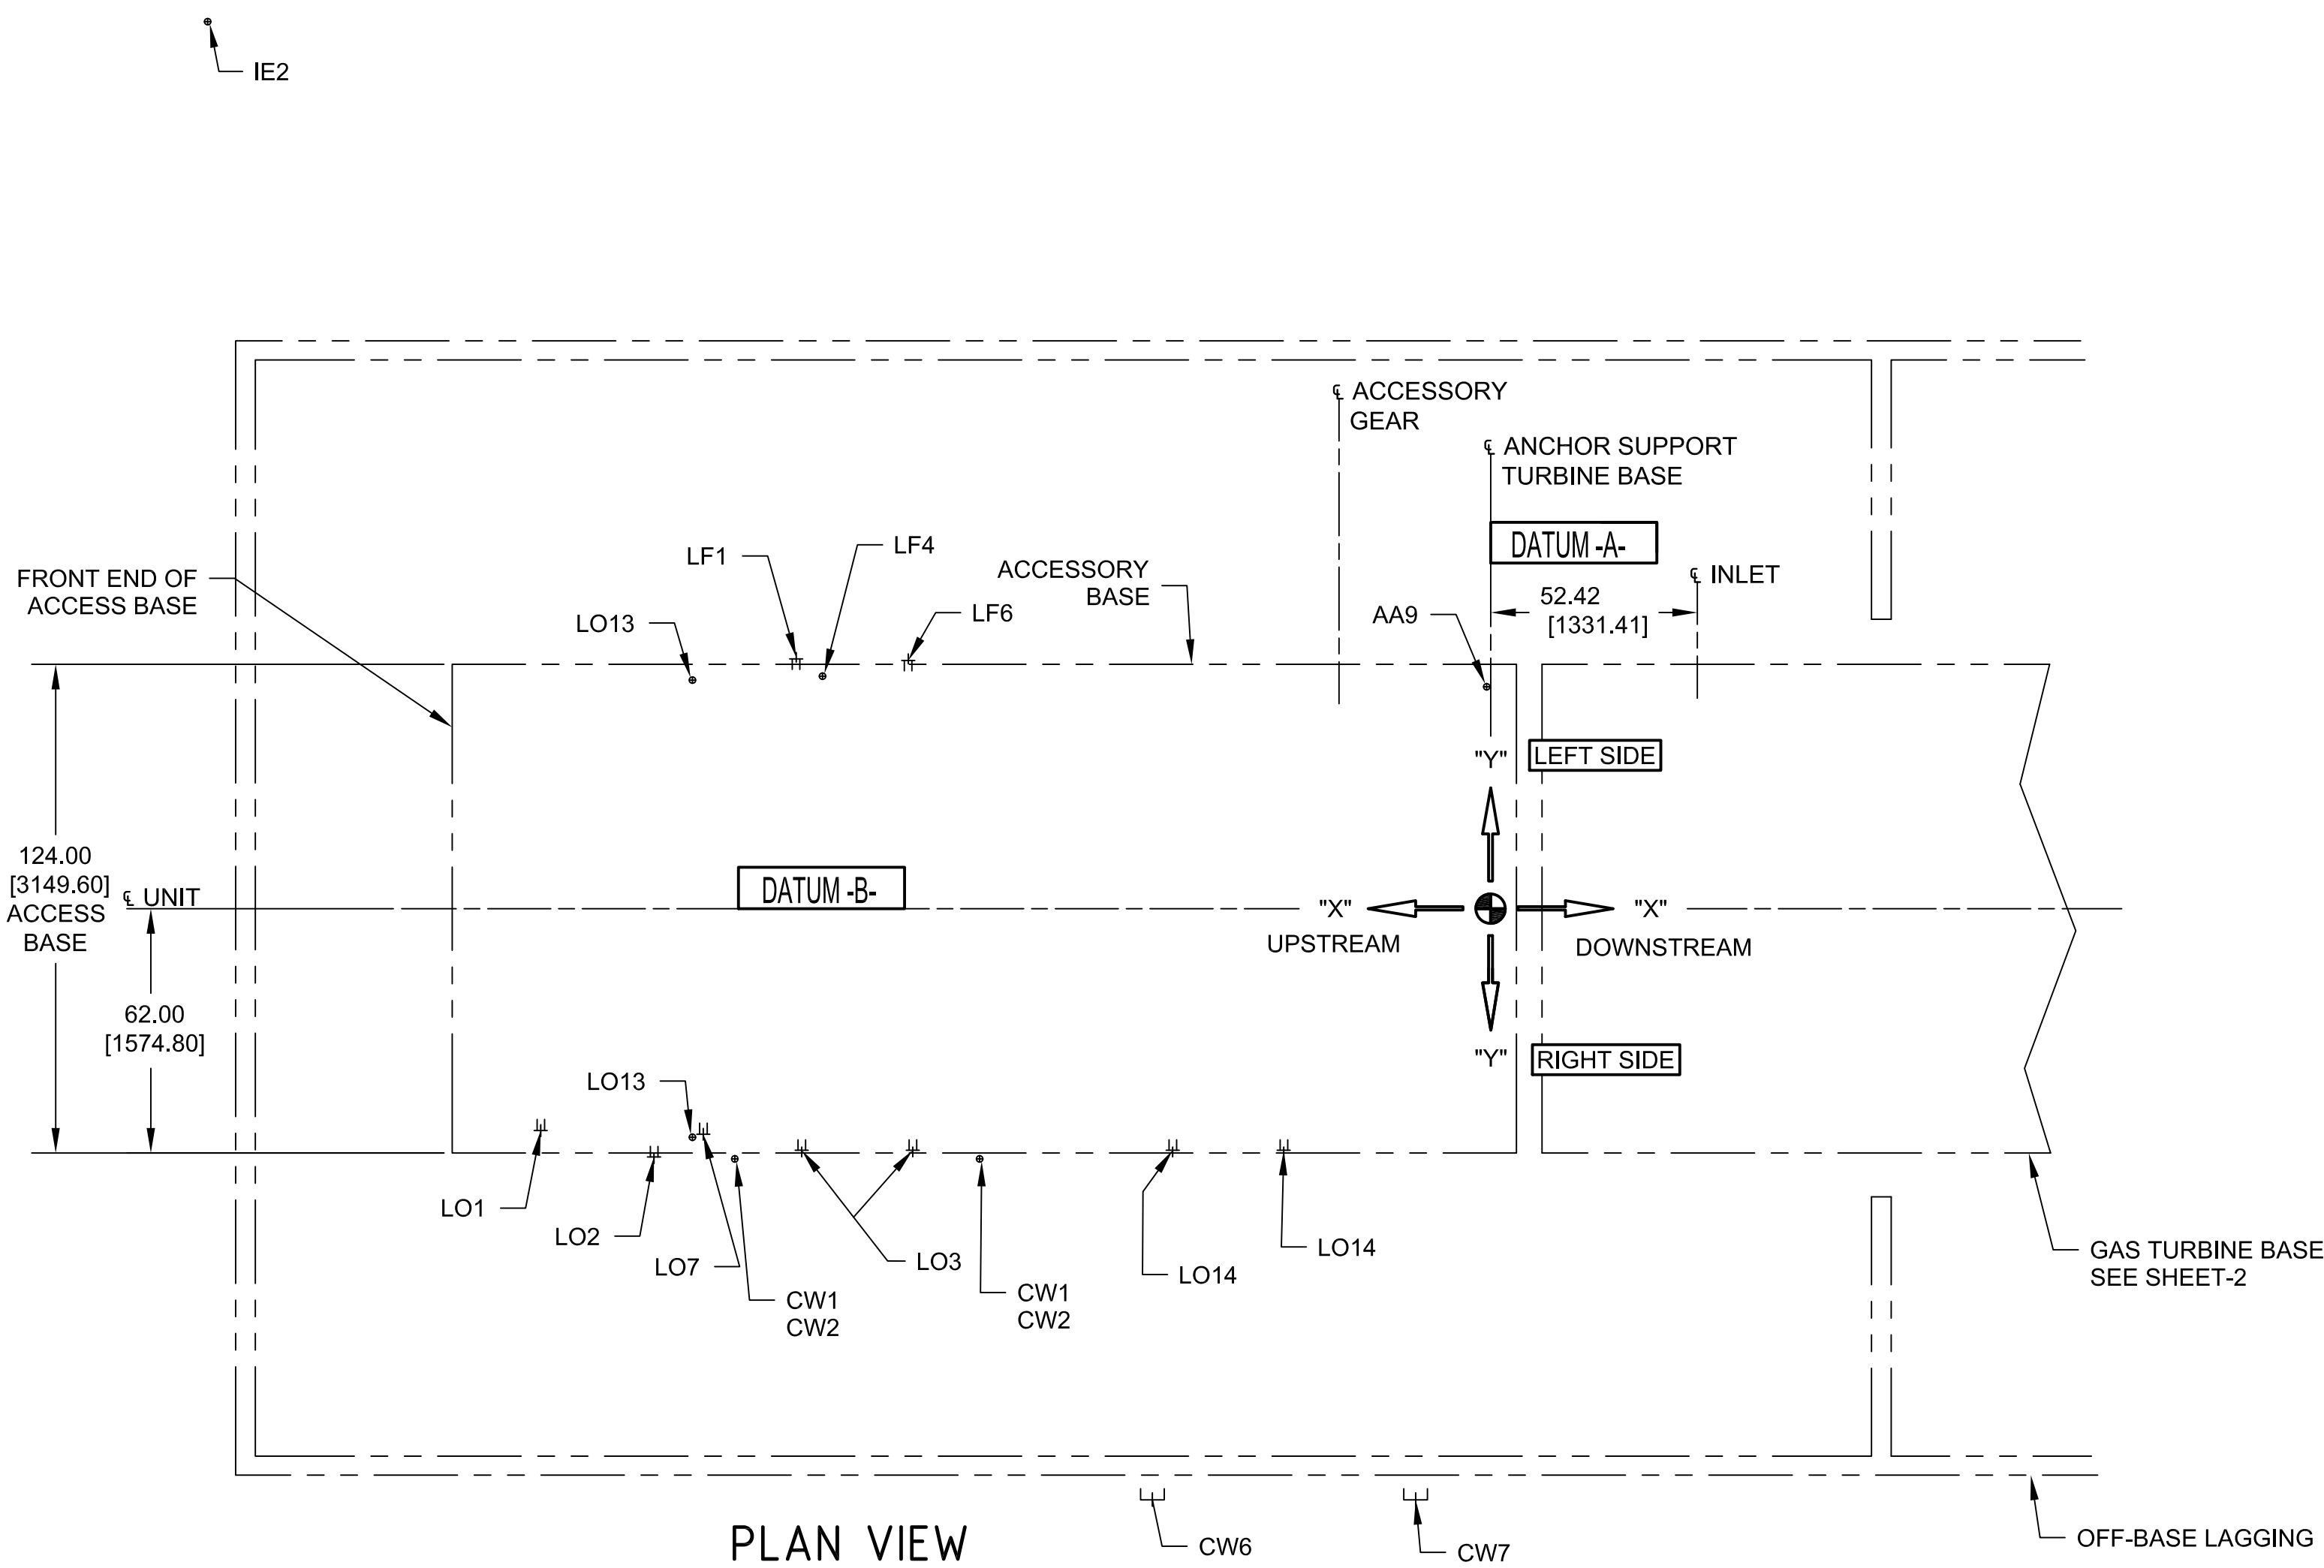 IE2
℄ ACCESSORY
GEAR
℄ ANCHOR SUPPORT
TURBINE BASE
DATUM -A-
℄ INLET
52.42
[1331.41]
FRONT END OF
ACCESS BASE
LO13
LF1
LF4
LF6
ACCESSORY
BASE
AA9
"Y"
LEFT SIDE
124.00
[3149.60]
ACCESS
BASE
℄ UNIT
DATUM -B-
"X"
UPSTREAM
"X"
DOWNSTREAM
62.00
[1574.80]
"Y"
RIGHT SIDE
LO13
LO1
LO2
LO7
CW1
CW2
LO3
CW1
CW2
LO14
LO14
GAS TURBINE BASE
SEE SHEET-2
PLAN VIEW
CW6
CW7
OFF-BASE LAGGING